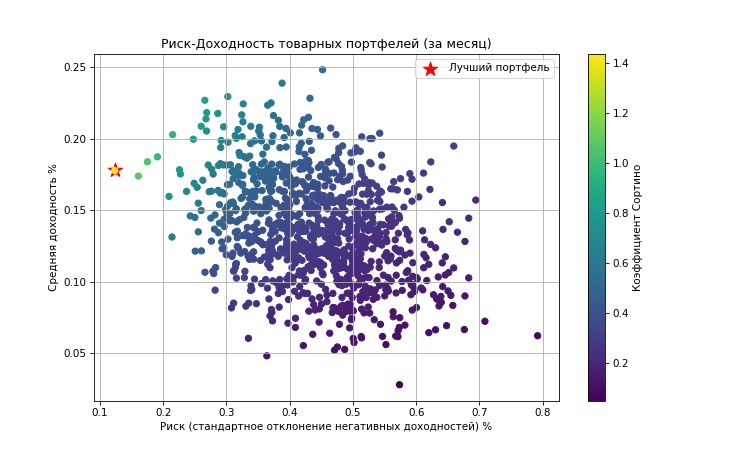 Риск-Доходность товарных портфелей (за месяц)
Лучший портфель
Средняя доходность %
0.25
0.20
0.15
0.10
0.05
0.1 0.2 0.3 0.4 0.5 0.6 0.7 0.8
Риск (стандартное отклонение негативных доходностей) %
1.4
1.2
1.0
0.8
0.6
0.4
0.2
Коэффициент Сортино